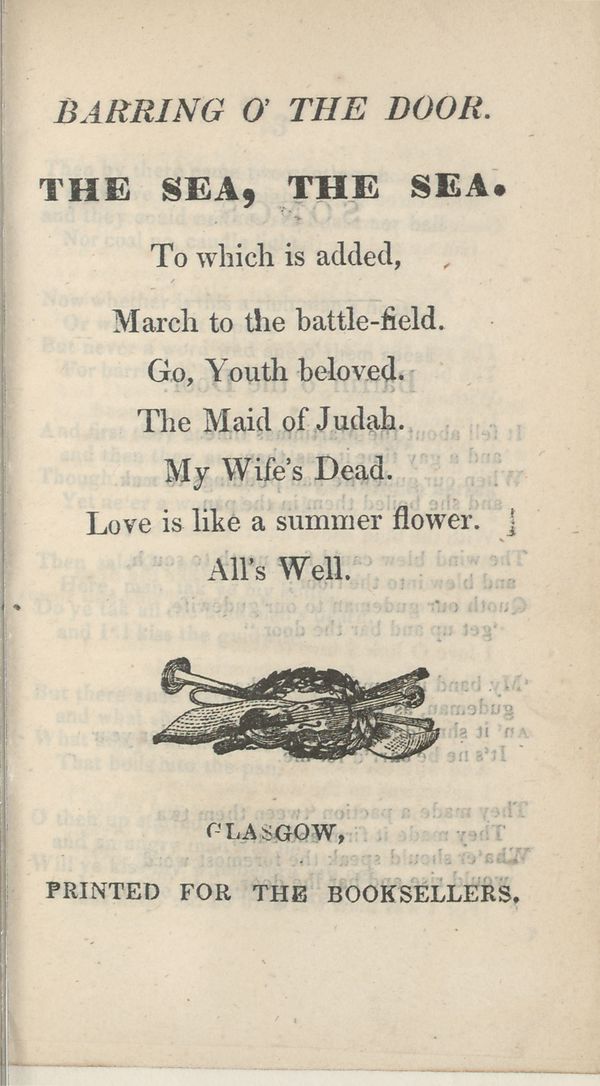 BARRING O' THE DOOR.
THE SEA, THE SEA.
To which is added,
March to the battle-field.
Go, Youth beloved.
The Maid of Judah.
My Wife's Dead.
Love is like a summer flower.
All's Well.
GLASGOW,
PRINTED FOR THE BOOKSELLERS.